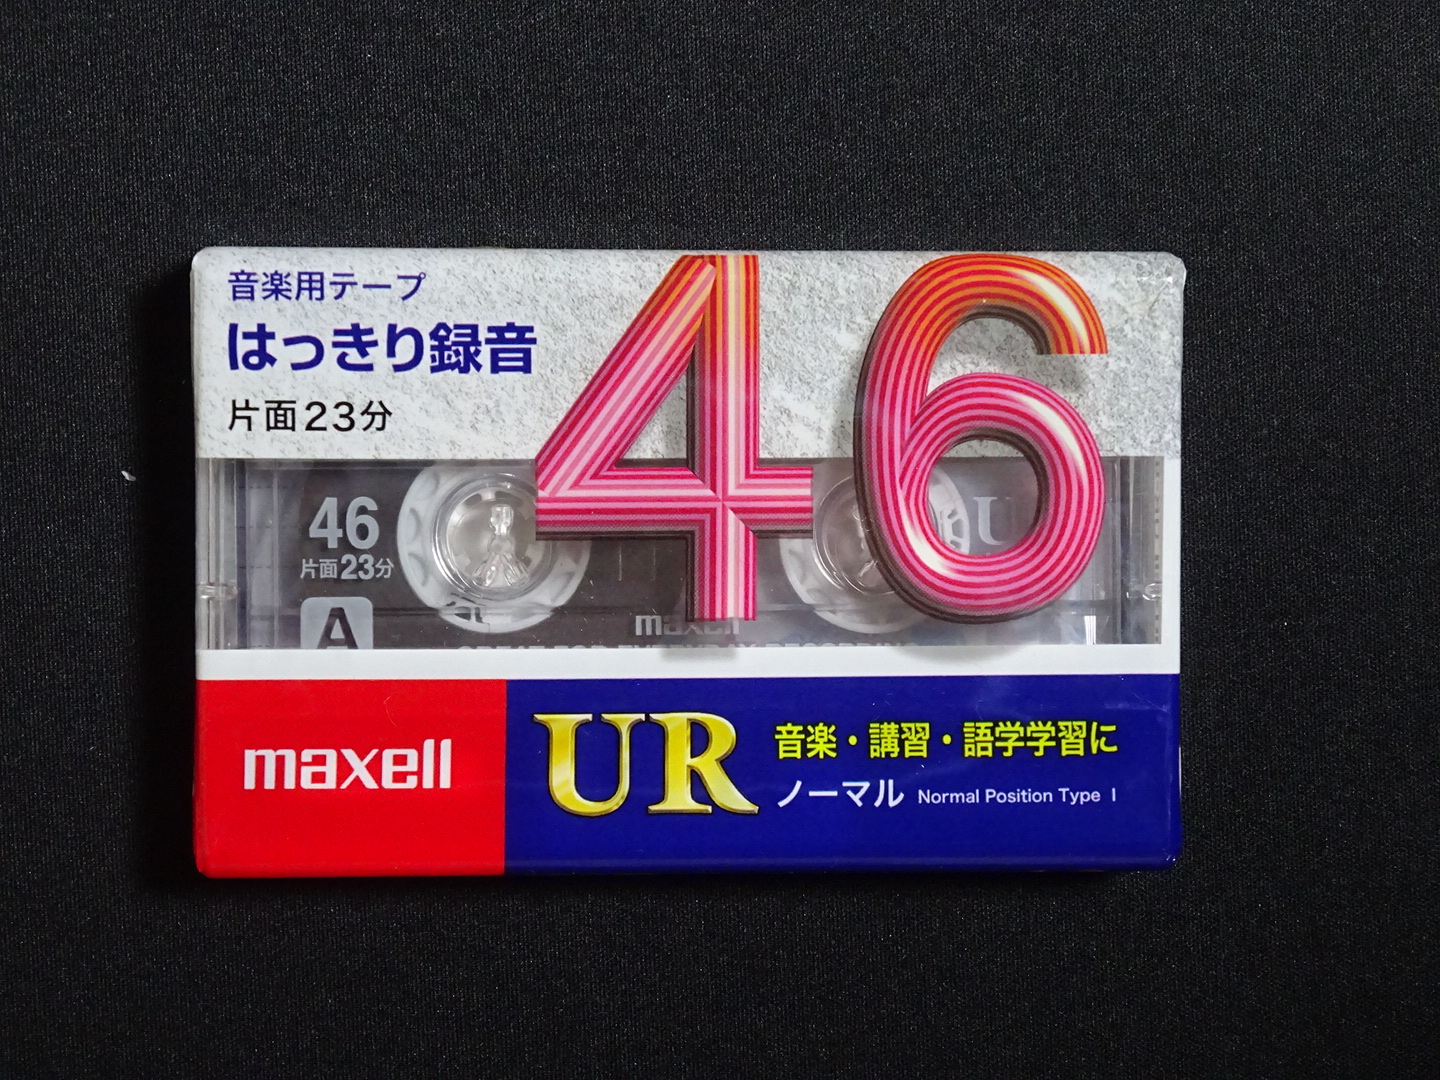 音楽用テープ
はっきり録音
片面23分
46
46
片面23分
A
U
maxell
maxell
UR
音楽・講習・語学学習に
ノーマル Normal Position Type I